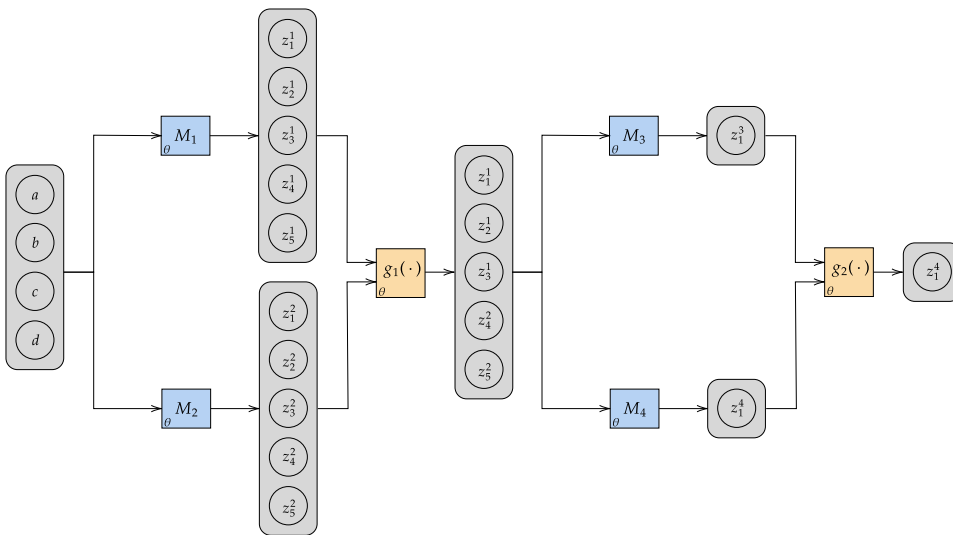 a
b
c
d
M₁
θ
M₂
θ
z₁¹
z₂¹
z₃¹
z₄¹
z₅¹
z₁²
z₂²
z₃²
z₄²
z₅²
g₁(·)
θ
z₁¹
z₂¹
z₃¹
z₄²
z₅²
M₃
θ
M₄
θ
z₁³
z₁⁴
g₂(·)
θ
z₁⁴